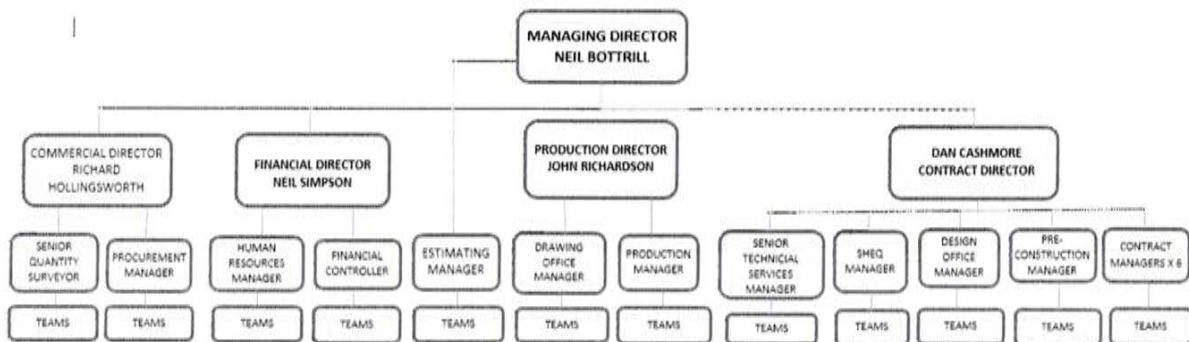 MANAGING DIRECTOR
NEIL BOTTRILL
COMMERCIAL DIRECTOR
RICHARD
HOLLINGSWORTH
FINANCIAL DIRECTOR
NEIL SIMPSON
PRODUCTION DIRECTOR
JOHN RICHARDSON
DAN CASHMORE
CONTRACT DIRECTOR
SENIOR
QUANTITY
SURVEYOR
PROCUREMENT
MANAGER
HUMAN
RESOURCES
MANAGER
FINANCIAL
CONTROLLER
ESTIMATING
MANAGER
DRAWING
OFFICE
MANAGER
PRODUCTION
MANAGER
SENIOR
TECHNICIAL
SERVICES
MANAGER
SHEQ
MANAGER
DESIGN
OFFICE
MANAGER
PRE-
CONSTRUCTION
MANAGER
CONTRACT
MANAGERS X 6
TEAMS
TEAMS
TEAMS
TEAMS
TEAMS
TEAMS
TEAMS
TEAMS
TEAMS
TEAMS
TEAMS
TEAMS